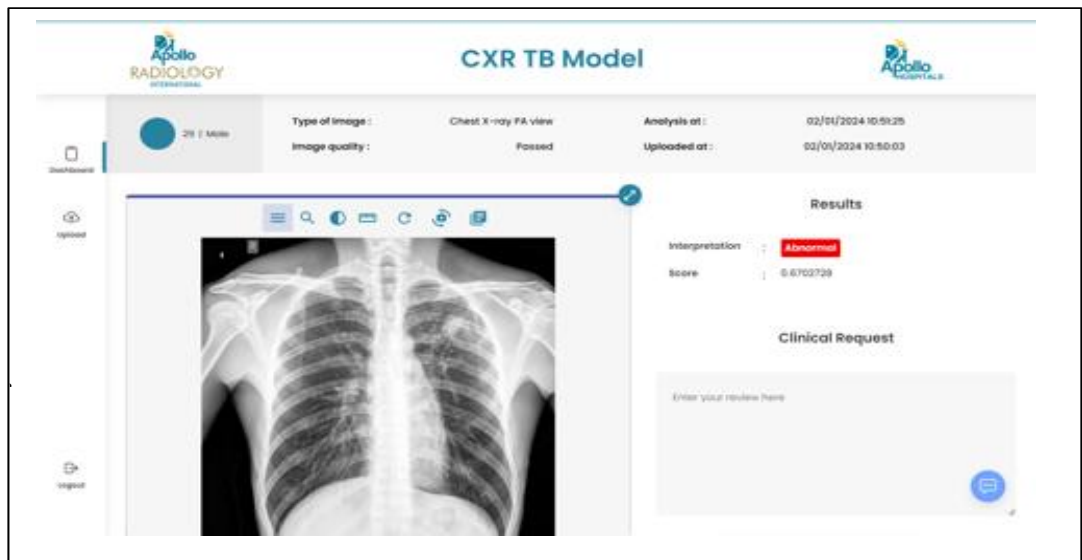 Apollo
RADIOLOGY
INTERNATIONAL
CXR TB Model
Apollo
HOSPITALS
Male
Type of Image : Chest X-ray PA view
Analysis at : 02/01/2024 10:51:25
Image quality : Passed
Uploaded at : 02/01/2024 10:50:03
Dashboard
Upload
Results
Interpretation : Abnormal
Score : 0.6702728
Clinical Request
Enter your review here
Logout